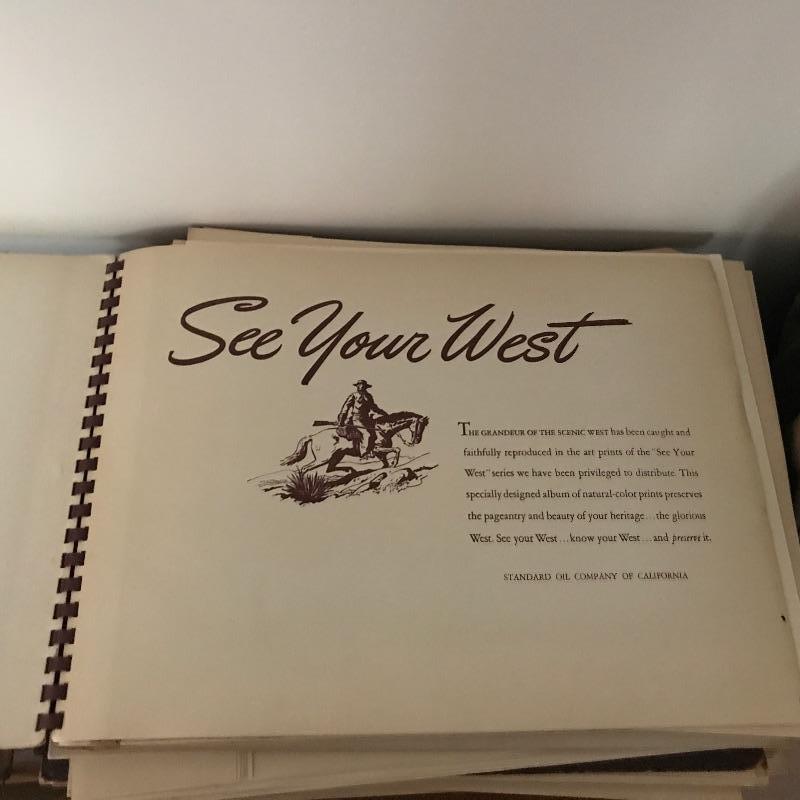 See Your West
THE GRANDEUR OF THE SCENIC WEST has been caught and
faithfully reproduced in the art prints of the "See Your
West" series we have been privileged to distribute. This
specially designed album of natural-color prints preserves
the pageantry and beauty of your heritage...the glorious
West. See your West...know your West...and preserve it.
STANDARD OIL COMPANY OF CALIFORNIA